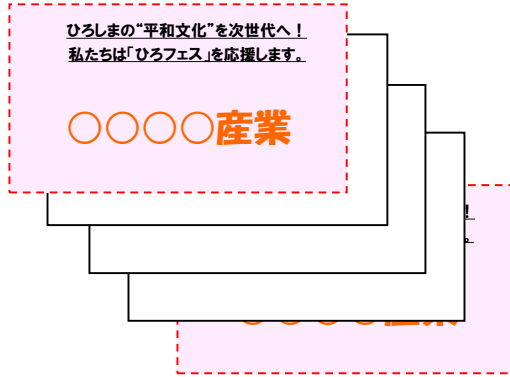 ひろしまの“平和文化”を次世代へ！
私たちは「ひろフェス」を応援します。
○○○○産業
！
。